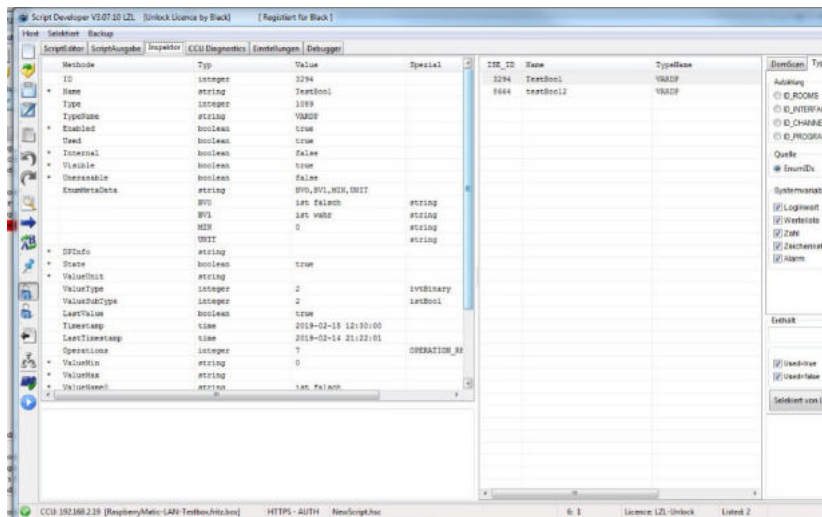 Script Developer V3.07.10 LZL [Unlock Licence by Black] [ Registiert für Black ]
Host Selektiert Backup
ScriptEditor ScriptAusgabe Inspektor CCU Diagnostics Einstellungen Debugger
Methode Typ Value Spezial
ID integer 3294
* Name string TestBool
Type integer 1089
TypeName string VARDP
* Enabled boolean true
Used boolean true
* Internal boolean false
* Visible boolean true
* Unerasable boolean false
EnumMetaData string BV0,BV1,MIN,UNIT
BV0 ist falsch string
BV1 ist wahr string
MIN 0 string
UNIT string
* DPInfo string
* State boolean true
* ValueUnit string
ValueType integer 2 ivtBinary
ValueSubType integer 2 istBool
LastValue boolean true
Timestamp time 2019-02-15 12:30:00
LastTimestamp time 2019-02-14 21:22:01
Operations integer 7 OPERATION_RE
* ValueMin string 0
* ValueMax string
* ValueName0 string ist falsch
ISE_ID Name TypeName
3294 TestBool VARDP
8664 testBool2 VARDP
DomScan Typ
Auflistung
ID_ROOMS
ID_INTERFA
ID_CHANNE
ID_PROGRA
Quelle
EnumIDs
Systemvariab
Logikwert
Werteliste
Zahl
Zeichenket
Alarm
Enthält
Used=true
Used=false
Selektiert von L
CCU: 192.168.2.19 [RaspberryMatic-LAN-Testbox.fritz.box] HTTPS - AUTH NewScript.hsc 6: 1 Licence: LZL-Unlock Listed: 2